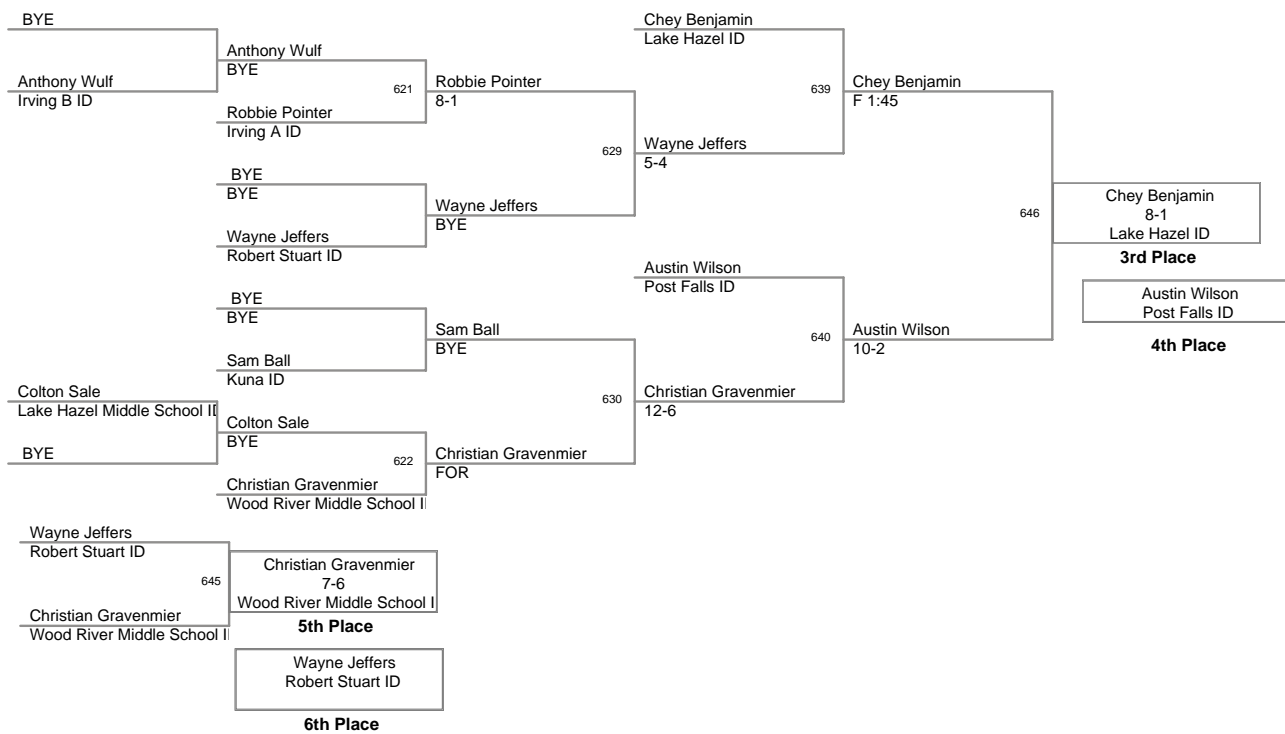 BYE
Anthony Wulf
Irving B ID
Anthony Wulf
BYE
621
Robbie Pointer
Irving A ID
Robbie Pointer
8-1
BYE
BYE
Wayne Jeffers
Robert Stuart ID
Wayne Jeffers
BYE
629
Wayne Jeffers
5-4
Chey Benjamin
Lake Hazel ID
639
Chey Benjamin
F 1:45
BYE
BYE
Sam Ball
Kuna ID
Sam Ball
BYE
Colton Sale
Lake Hazel Middle School ID
BYE
Colton Sale
BYE
622
Christian Gravenmier
Wood River Middle School I
Christian Gravenmier
FOR
630
Christian Gravenmier
12-6
Austin Wilson
Post Falls ID
640
Austin Wilson
10-2
646
Chey Benjamin
8-1
Lake Hazel ID
3rd Place
Austin Wilson
Post Falls ID
4th Place
Wayne Jeffers
Robert Stuart ID
645
Christian Gravenmier
Wood River Middle School I
Christian Gravenmier
7-6
Wood River Middle School I
5th Place
Wayne Jeffers
Robert Stuart ID
6th Place